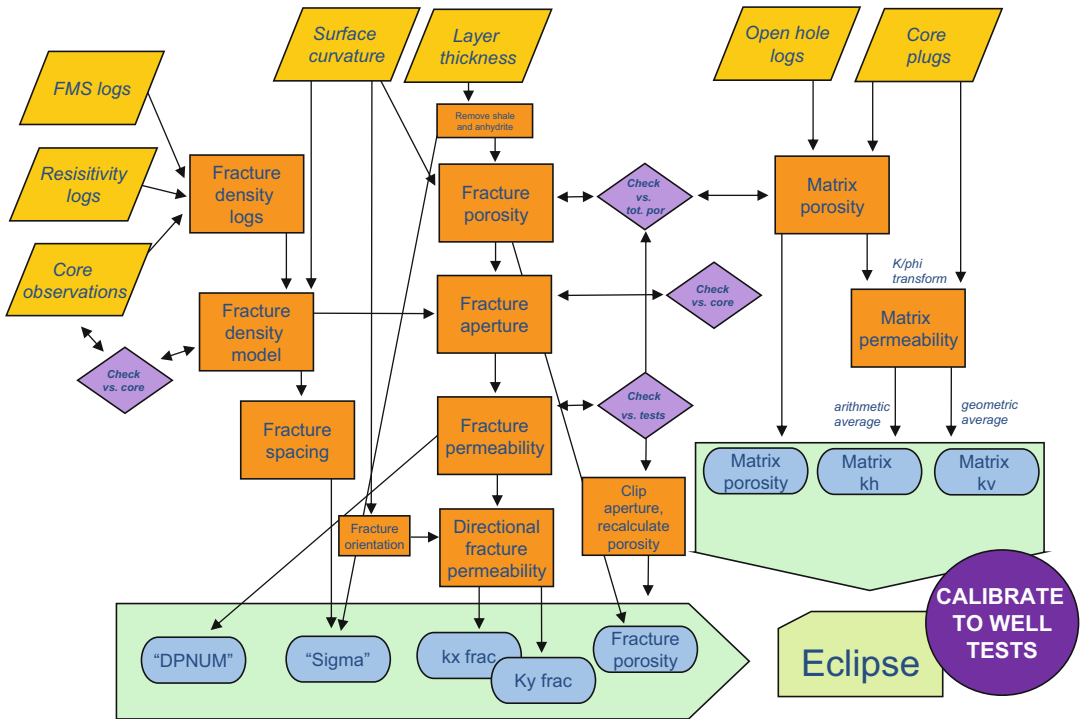 Surface
curvature
Layer
thickness
Open hole
logs
Core
plugs
FMS logs
Remove shale
and anhydrite
Resisitivity
logs
Fracture
density
logs
Fracture
porosity
Check
vs.
tot. por
Matrix
porosity
Core
observations
K/phi
transform
Fracture
density
model
Fracture
aperture
Check
vs. core
Matrix
permeability
Check
vs. core
Check
vs. tests
arithmetic
average
geometric
average
Fracture
spacing
Fracture
permeability
Matrix
porosity
Matrix
kh
Matrix
kv
Clip
aperture,
recalculate
porosity
Fracture
orientation
Directional
fracture
permeability
CALIBRATE
TO WELL
TESTS
"DPNUM"
"Sigma"
kx frac
Ky frac
Fracture
porosity
Eclipse